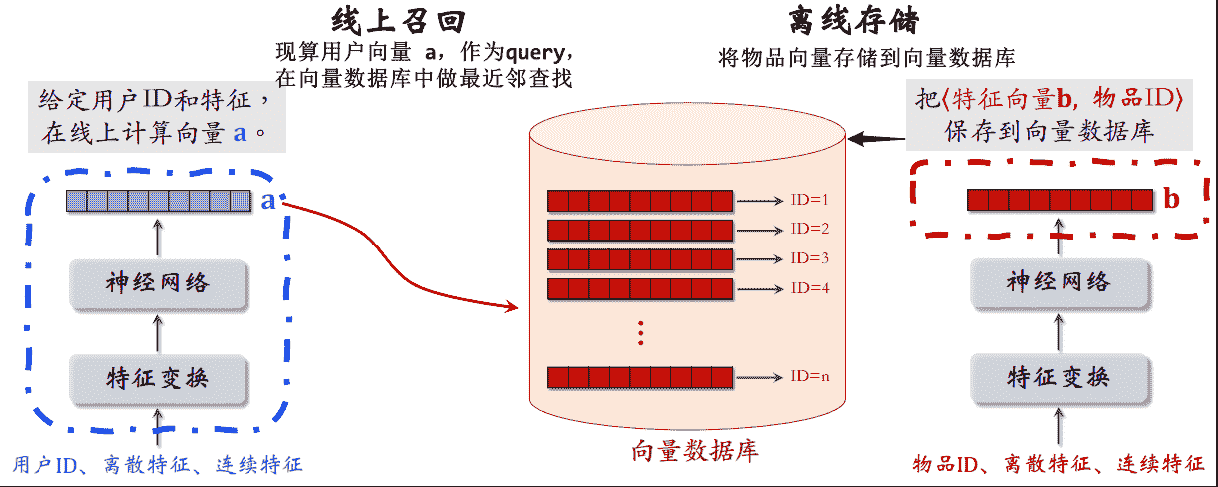 线上召回
现算用户向量 a，作为query，
在向量数据库中做最近邻查找
离线存储
将物品向量存储到向量数据库
给定用户ID和特征，
在线上计算向量 a。
a
神经网络
特征变换
用户ID、离散特征、连续特征
ID=1
ID=2
ID=3
ID=4
⋮
ID=n
向量数据库
把⟨特征向量b, 物品ID⟩
保存到向量数据库
b
神经网络
特征变换
物品ID、离散特征、连续特征